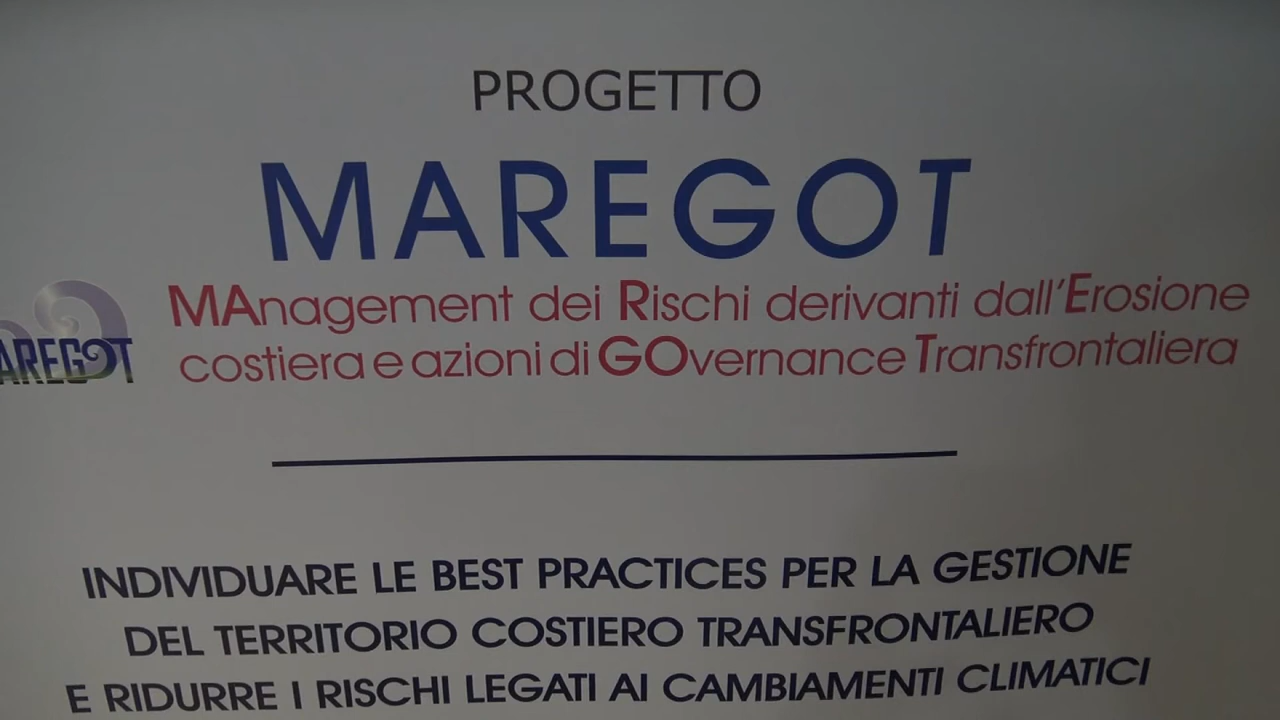 PROGETTO
MAREGOT
MAnagement dei Rischi derivanti dall'Erosione
costiera e azioni di GOvernance Transfrontaliera
AREGOT
INDIVIDUARE LE BEST PRACTICES PER LA GESTIONE
DEL TERRITORIO COSTIERO TRANSFRONTALIERO
E RIDURRE I RISCHI LEGATI AI CAMBIAMENTI CLIMATICI